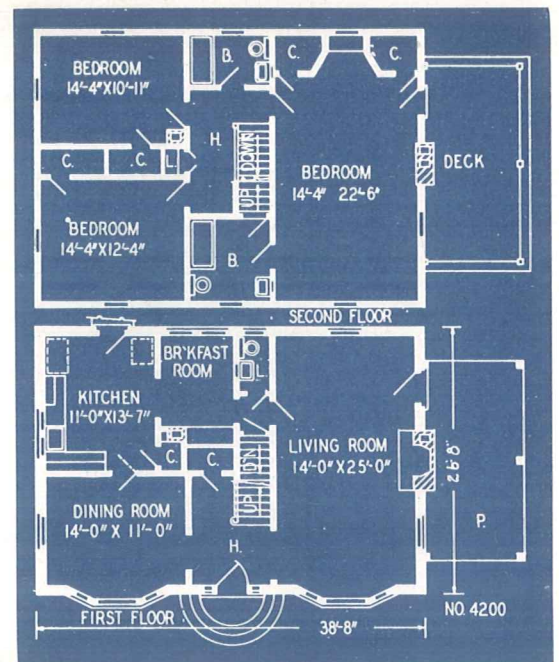 BEDROOM
14'-4"X10'-11"
B.
C.
C.
H.
C.
C.
L.
UP
DOWN
BEDROOM
14'-4" 22'-6"
DECK
BEDROOM
14'-4"X12'-4"
B.
SECOND FLOOR
BR'KFAST
ROOM
L.
KITCHEN
11'-0"X13'-7"
C.
C.
UP
DN
LIVING ROOM
14'-0"X25'-0"
26'-8"
DINING ROOM
14'-0" X 11'-0"
H.
P.
FIRST FLOOR
38'-8"
NO. 4200